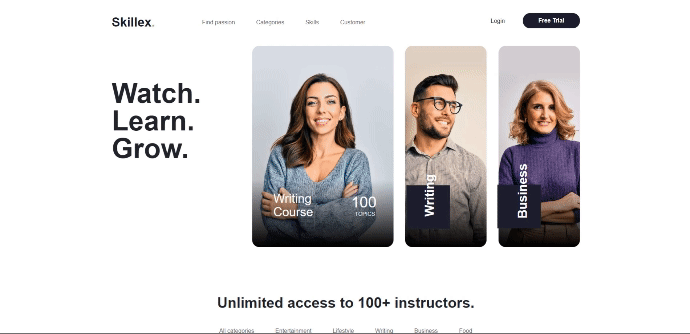 Skillex.
Find passion
Categories
Skills
Customer
Login
Free Trial
Watch.
Learn.
Grow.
Writing
Course
100
TOPICS
Writing
Business
Unlimited access to 100+ instructors.
All categories
Entertainment
Lifestyle
Writing
Business
Food